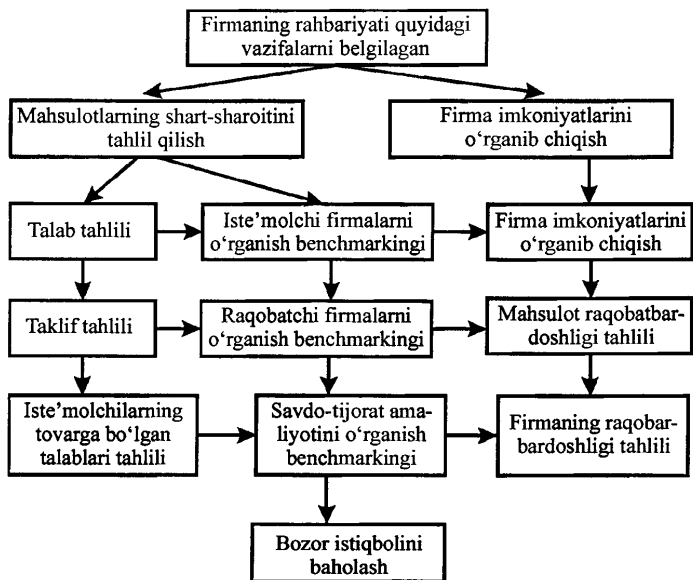 Firmaning rahbariyati quyidagi
vazifalarni belgilagan
Mahsulotlarning shart-sharoitini
tahlil qilish
Firma imkoniyatlarini
o‘rganib chiqish
Talab tahlili
Iste’molchi firmalarni
o‘rganish benchmarkingi
Firma imkoniyatlarini
o‘rganib chiqish
Taklif tahlili
Raqobatchi firmalarni
o‘rganish benchmarkingi
Mahsulot raqobatbar-
doshligi tahlili
Iste’molchilarning
tovarga bo‘lgan
talablari tahlili
Savdo-tijorat ama-
liyotini o‘rganish
benchmarkingi
Firmaning raqobar-
bardoshligi tahlili
Bozor istiqbolini
baholash